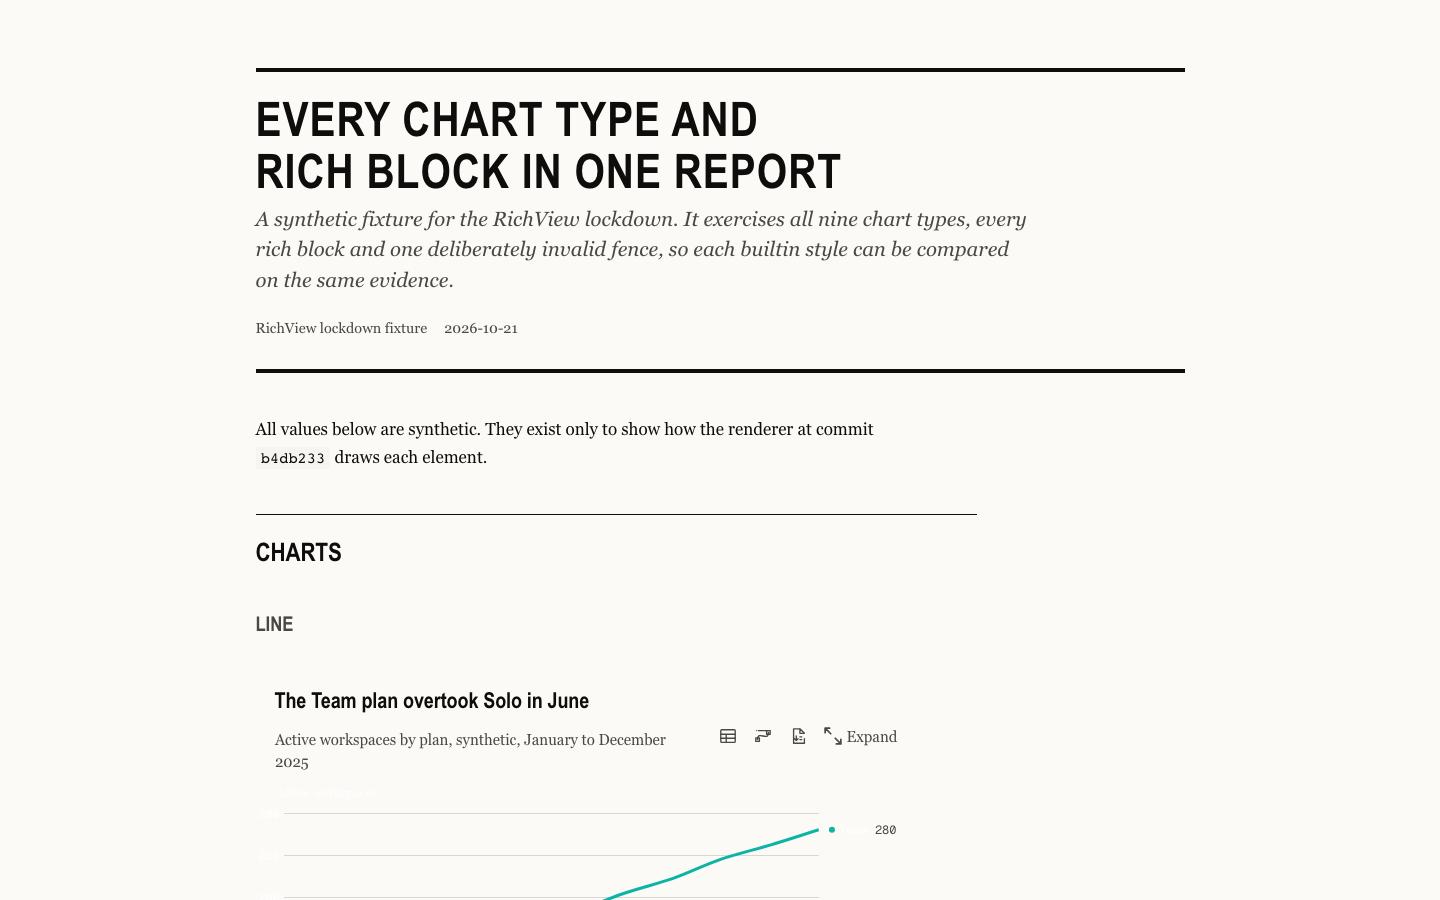 EVERY CHART TYPE AND
RICH BLOCK IN ONE REPORT
A synthetic fixture for the RichView lockdown. It exercises all nine chart types, every
rich block and one deliberately invalid fence, so each builtin style can be compared
on the same evidence.
RichView lockdown fixture 2026-10-21
All values below are synthetic. They exist only to show how the renderer at commit
b4db233 draws each element.
CHARTS
LINE
The Team plan overtook Solo in June
Active workspaces by plan, synthetic, January to December
2025
Expand
280